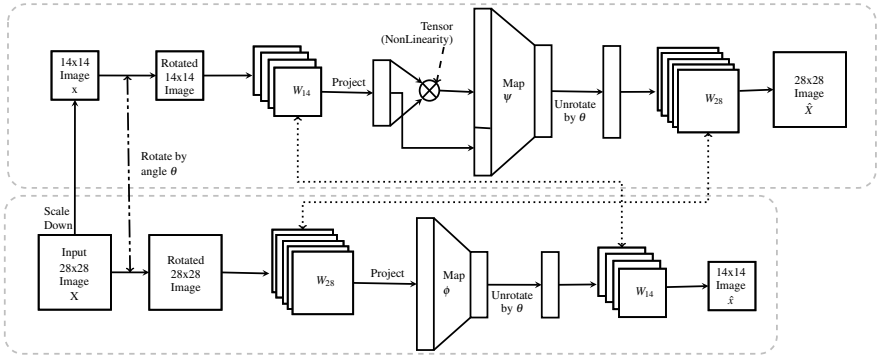 14x14
Image
x
Rotated
14x14
Image
W14
Project
Tensor
(NonLinearity)
Map
ψ
Unrotate
by θ
W28
28x28
Image
X̂
Rotate by
angle θ
Scale
Down
Input
28x28
Image
X
Rotated
28x28
Image
W28
Project
Map
ϕ
Unrotate
by θ
W14
14x14
Image
x̂